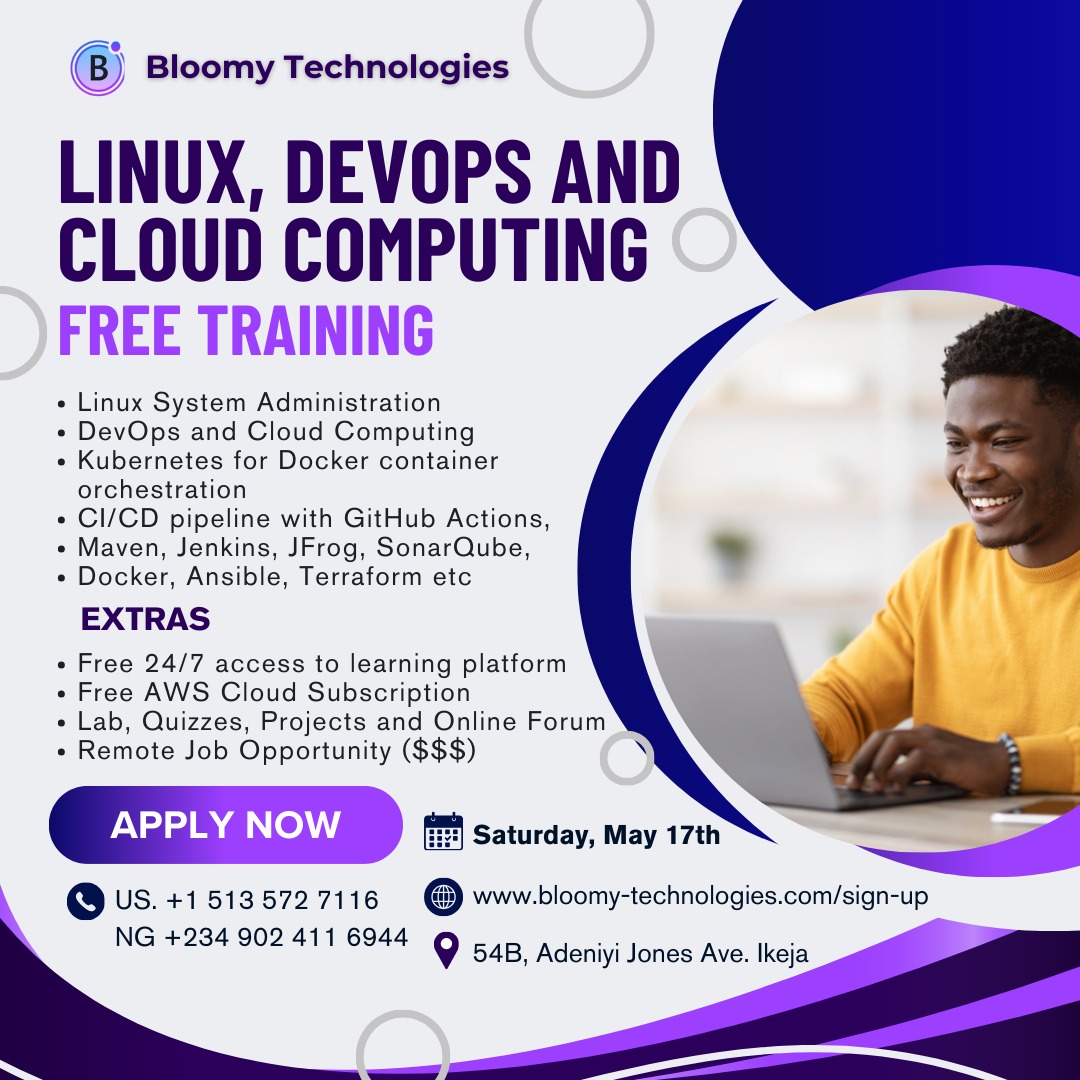 B
Bloomy Technologies
LINUX, DEVOPS AND
CLOUD COMPUTING
FREE TRAINING
• Linux System Administration
• DevOps and Cloud Computing
• Kubernetes for Docker container
orchestration
• CI/CD pipeline with GitHub Actions,
• Maven, Jenkins, JFrog, SonarQube,
• Docker, Ansible, Terraform etc
EXTRAS
• Free 24/7 access to learning platform
• Free AWS Cloud Subscription
• Lab, Quizzes, Projects and Online Forum
• Remote Job Opportunity ($$$)
APPLY NOW
Saturday, May 17th
US. +1 513 572 7116
NG +234 902 411 6944
www.bloomy-technologies.com/sign-up
54B, Adeniyi Jones Ave. Ikeja